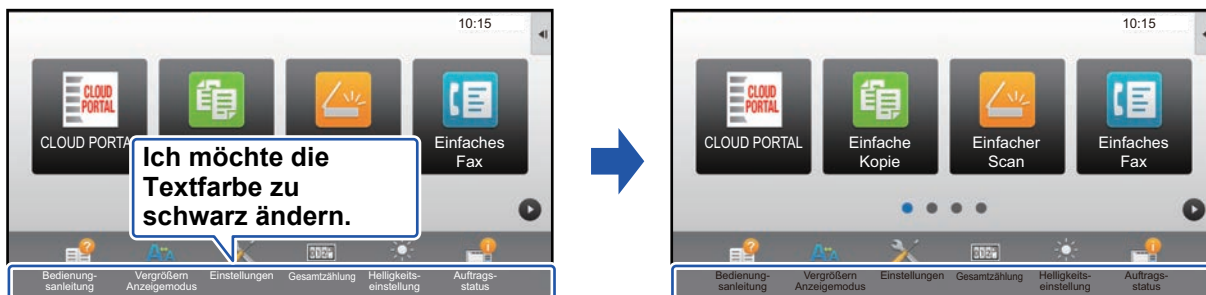 10:15
CLOUD
PORTAL
CLOUD PORTA
Einfaches
Fax
Ich möchte die
Textfarbe zu
schwarz ändern.
Bedienung-
sanleitung
Vergrößern
Anzeigemodus
Einstellungen
Gesamtzählung
Helligkeits-
einstellung
Auftrags-
status
10:15
CLOUD
PORTAL
CLOUD PORTAL
Einfache
Kopie
Einfacher
Scan
Einfaches
Fax
Bedienung-
sanleitung
Vergrößern
Anzeigemodus
Einstellungen
Gesamtzählung
Helligkeits-
einstellung
Auftrags-
status